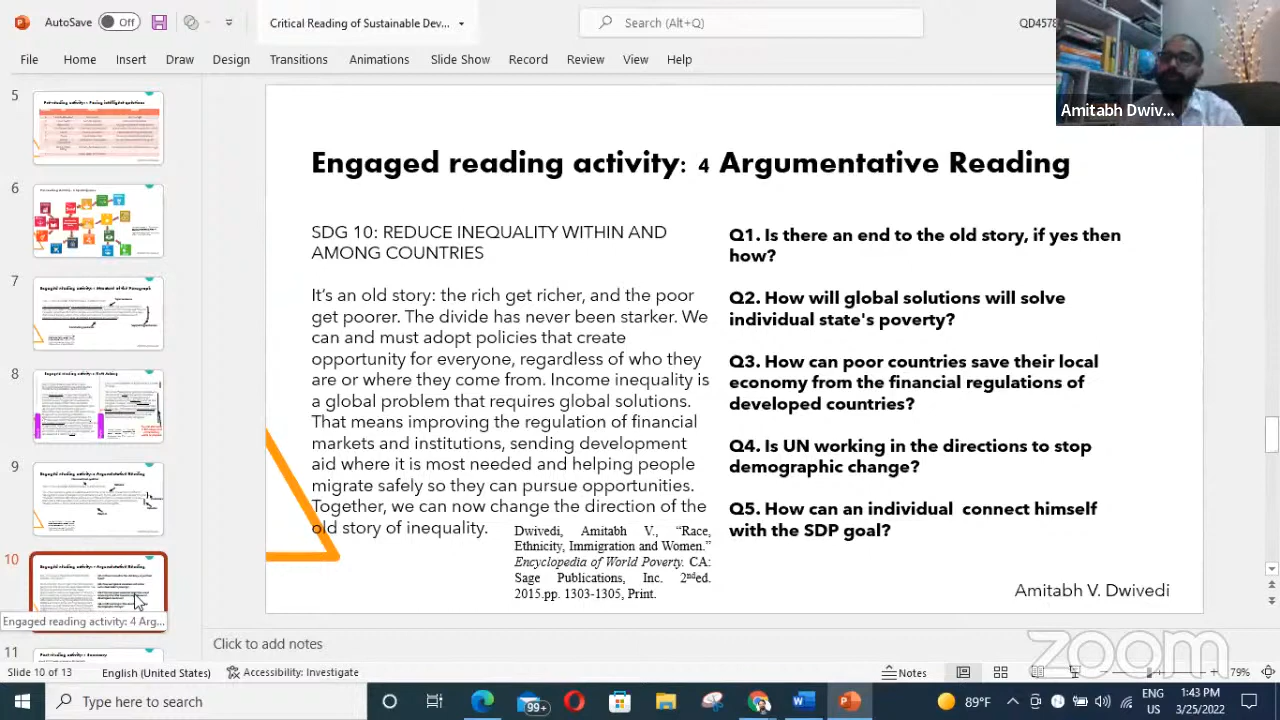 AutoSave Off
Critical Reading of Sustainable Dev...
Search (Alt+Q)
QD4578
File Home Insert Draw Design Transitions Animations Slide Show Record Review View Help
Amitabh Dwiv...
5
6
7
8
9
10
11
Engaged reading activity: 4 Arg...
Engaged reading activity: 4 Argumentative Reading
SDG 10: REDUCE INEQUALITY WITHIN AND
AMONG COUNTRIES
It's an old story: the rich get richer, and the poor
get poorer. The divide has never been starker. We
can and must adopt policies that create
opportunity for everyone, regardless of who they
are or where they come from. Income inequality is
a global problem that requires global solutions.
That means improving the regulation of financial
markets and institutions, sending development
aid where it is most needed and helping people
migrate safely so they can pursue opportunities.
Together, we can now change the direction of the
old story of inequality.
Dwivedi, Amitabh V., "Race,
Ethnicity, Immigration and Women."
Encyclopedia of World Poverty. CA:
Sage Publications, Inc. 2nd ed.
pp. 1303-1305, Print.
Q1. Is there an end to the old story, if yes then
how?
Q2. How will global solutions will solve
individual state's poverty?
Q3. How can poor countries save their local
economy from the financial regulations of
developed countries?
Q4. Is UN working in the directions to stop
demographic change?
Q5. How can an individual connect himself
with the SDP goal?
Amitabh V. Dwivedi
Click to add notes
zoom
Slide 10 of 13
English (United States)
Accessibility: Investigate
Notes
79%
Type here to search
99+
89°F
ENG
US
1:43 PM
3/25/2022